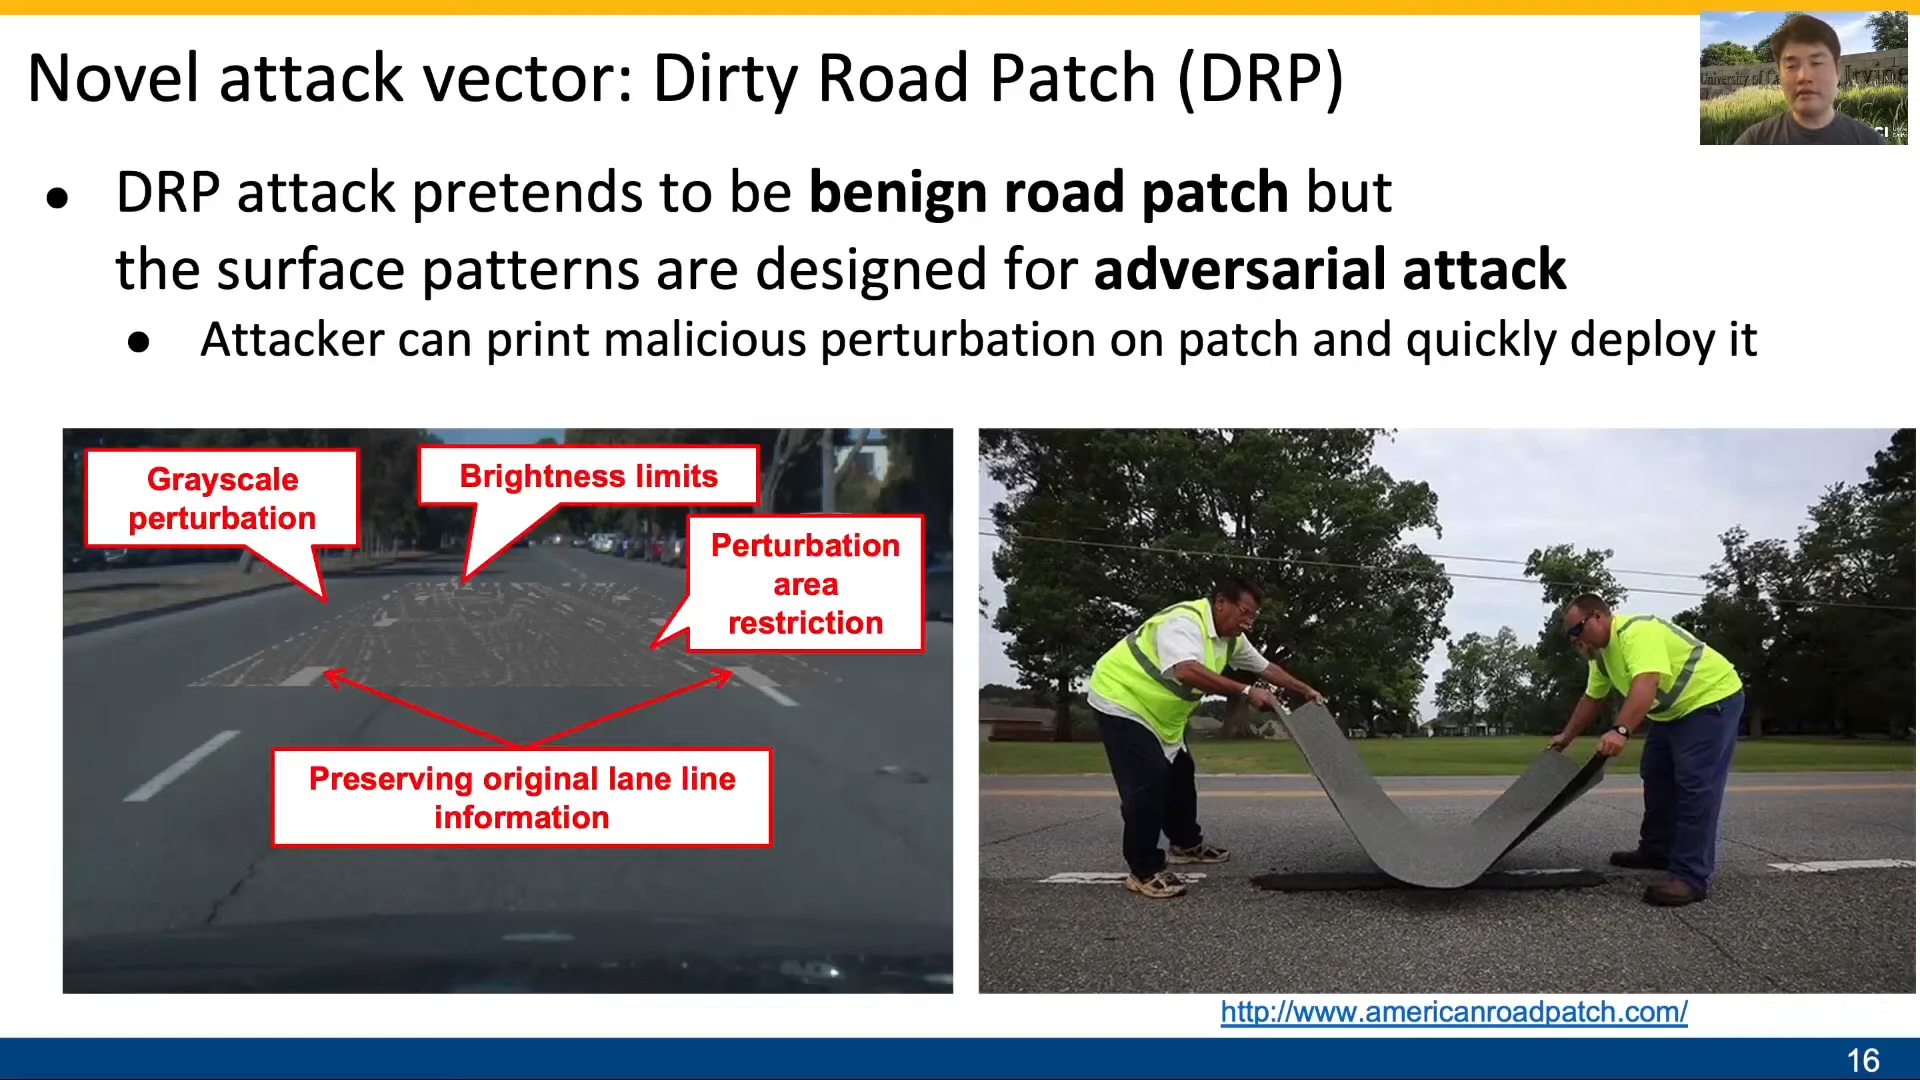 Novel attack vector: Dirty Road Patch (DRP)
● DRP attack pretends to be benign road patch but
the surface patterns are designed for adversarial attack
● Attacker can print malicious perturbation on patch and quickly deploy it
Grayscale
perturbation
Brightness limits
Perturbation
area
restriction
Preserving original lane line
information
http://www.americanroadpatch.com/
16